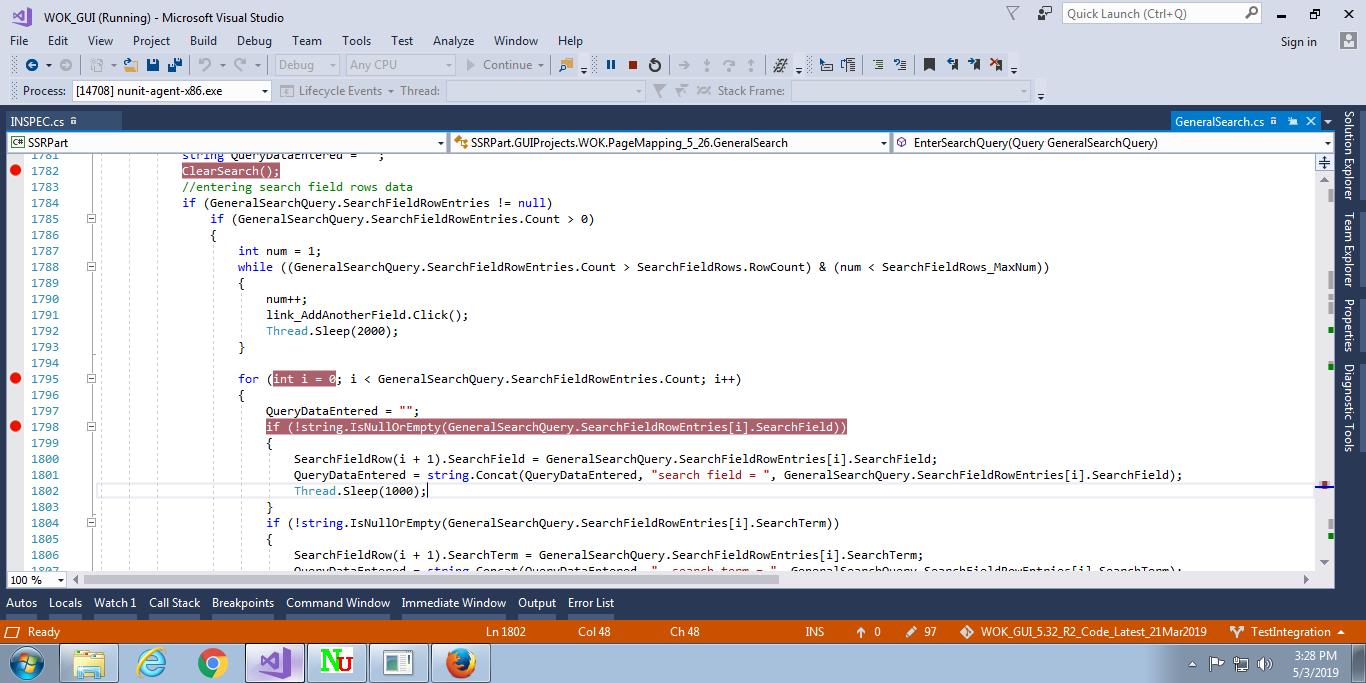 WOK_GUI (Running) - Microsoft Visual Studio
Quick Launch (Ctrl+Q)
File Edit View Project Build Debug Team Tools Test Analyze Window Help
Sign in
Debug Any CPU Continue
Process: [14708] nunit-agent-x86.exe Lifecycle Events Thread: Stack Frame:
INSPEC.cs GeneralSearch.cs
C# SSRPart SSRPart.GUIProjects.WOK.PageMapping_5_26.GeneralSearch EnterSearchQuery(Query GeneralSearchQuery)
1781 string QueryDataEntered = "";
1782 ClearSearch();
1783 //entering search field rows data
1784 if (GeneralSearchQuery.SearchFieldRowEntries != null)
1785 if (GeneralSearchQuery.SearchFieldRowEntries.Count > 0)
1786 {
1787 int num = 1;
1788 while ((GeneralSearchQuery.SearchFieldRowEntries.Count > SearchFieldRows.RowCount) & (num < SearchFieldRows_MaxNum))
1789 {
1790 num++;
1791 link_AddAnotherField.Click();
1792 Thread.Sleep(2000);
1793 }
1794
1795 for (int i = 0; i < GeneralSearchQuery.SearchFieldRowEntries.Count; i++)
1796 {
1797 QueryDataEntered = "";
1798 if (!string.IsNullOrEmpty(GeneralSearchQuery.SearchFieldRowEntries[i].SearchField))
1799 {
1800 SearchFieldRow(i + 1).SearchField = GeneralSearchQuery.SearchFieldRowEntries[i].SearchField;
1801 QueryDataEntered = string.Concat(QueryDataEntered, "search field = ", GeneralSearchQuery.SearchFieldRowEntries[i].SearchField);
1802 Thread.Sleep(1000);
1803 }
1804 if (!string.IsNullOrEmpty(GeneralSearchQuery.SearchFieldRowEntries[i].SearchTerm))
1805 {
1806 SearchFieldRow(i + 1).SearchTerm = GeneralSearchQuery.SearchFieldRowEntries[i].SearchTerm;
1807 QueryDataEntered = string.Concat(QueryDataEntered, ", search term = ", GeneralSearchQuery.SearchFieldRowEntries[i].SearchTerm);
Solution Explorer
Team Explorer
Properties
Diagnostic Tools
100 %
Autos Locals Watch 1 Call Stack Breakpoints Command Window Immediate Window Output Error List
Ready Ln 1802 Col 48 Ch 48 INS 0 97 WOK_GUI_5.32_R2_Code_Latest_21Mar2019 TestIntegration
Nu
3:28 PM
5/3/2019